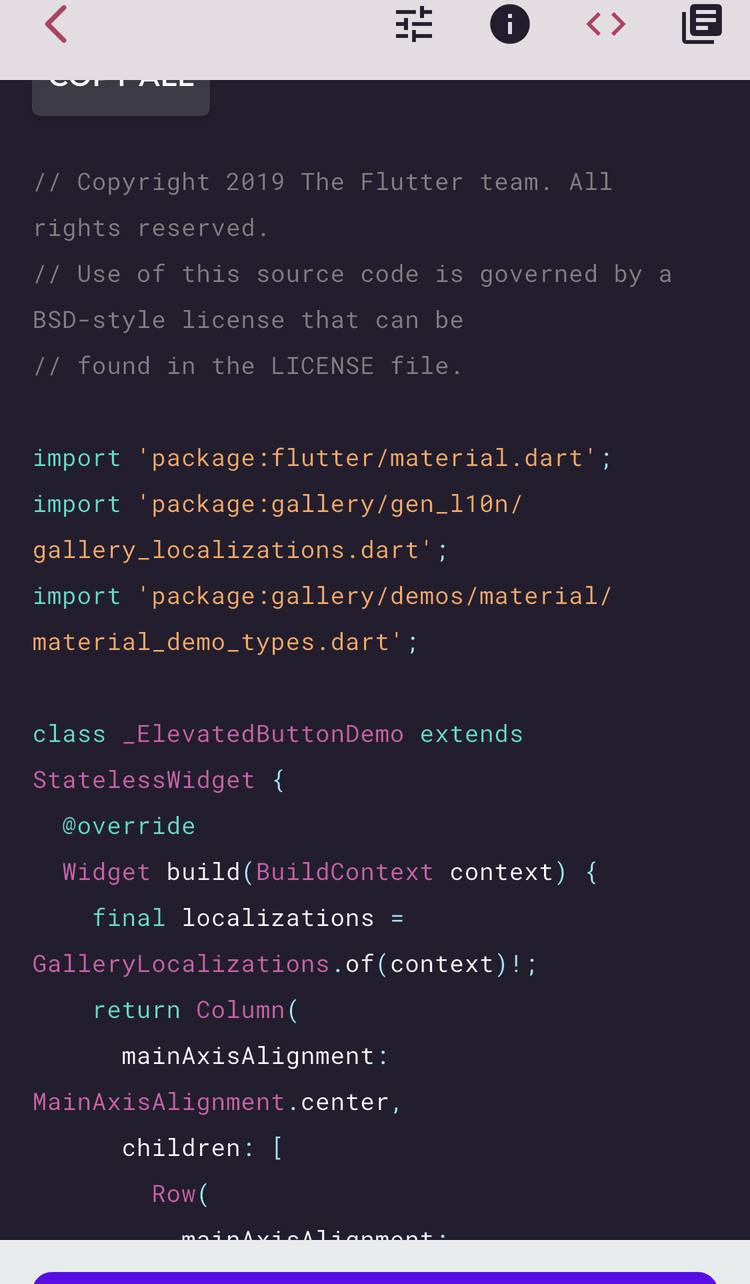 COPY ALL
// Copyright 2019 The Flutter team. All
rights reserved.
// Use of this source code is governed by a
BSD-style license that can be
// found in the LICENSE file.
import 'package:flutter/material.dart';
import 'package:gallery/gen_l10n/
gallery_localizations.dart';
import 'package:gallery/demos/material/
material_demo_types.dart';
class _ElevatedButtonDemo extends
StatelessWidget {
@override
Widget build(BuildContext context) {
final localizations =
GalleryLocalizations.of(context)!;
return Column(
mainAxisAlignment:
MainAxisAlignment.center,
children: [
Row(
mainAxisAlignment: